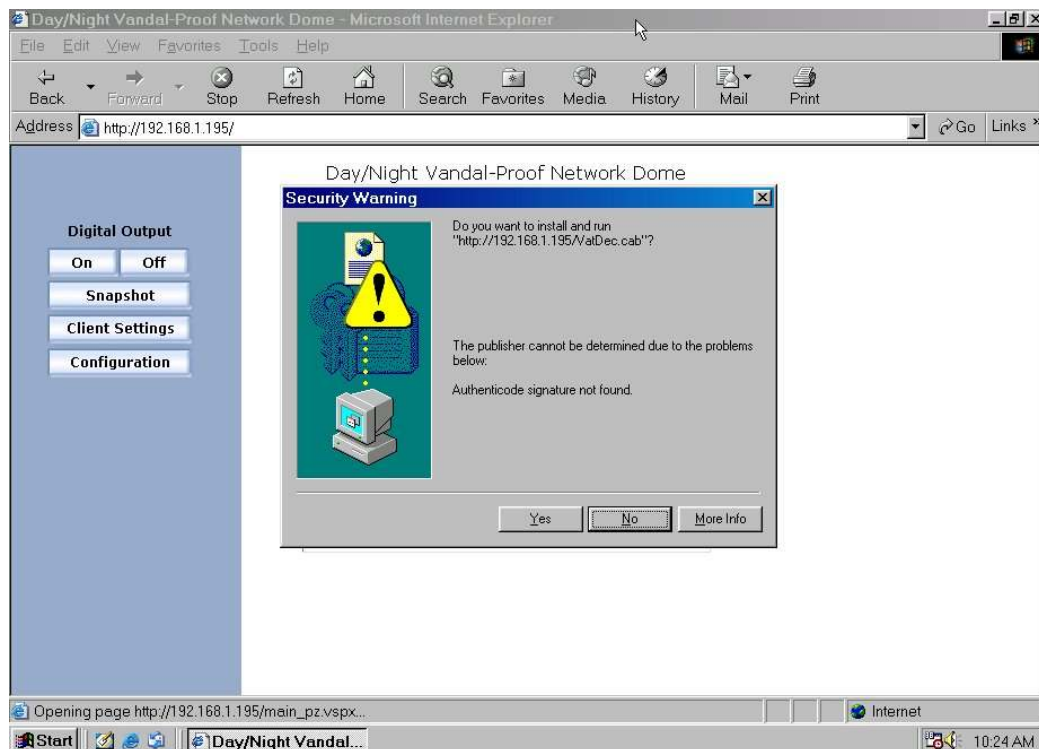 Day/Night Vandal-Proof Network Dome - Microsoft Internet Explorer
File Edit View Favorites Tools Help
Back Forward Stop Refresh Home Search Favorites Media History Mail Print
Address http://192.168.1.195/ Go Links »
Day/Night Vandal-Proof Network Dome
Digital Output
On Off
Snapshot
Client Settings
Configuration
Security Warning
Do you want to install and run
"http://192.168.1.195/VatDec.cab"?
The publisher cannot be determined due to the problems
below:
Authenticode signature not found.
Yes No More Info
Opening page http://192.168.1.195/main_pz.vspx... Internet
Start Day/Night Vandal... 10:24 AM